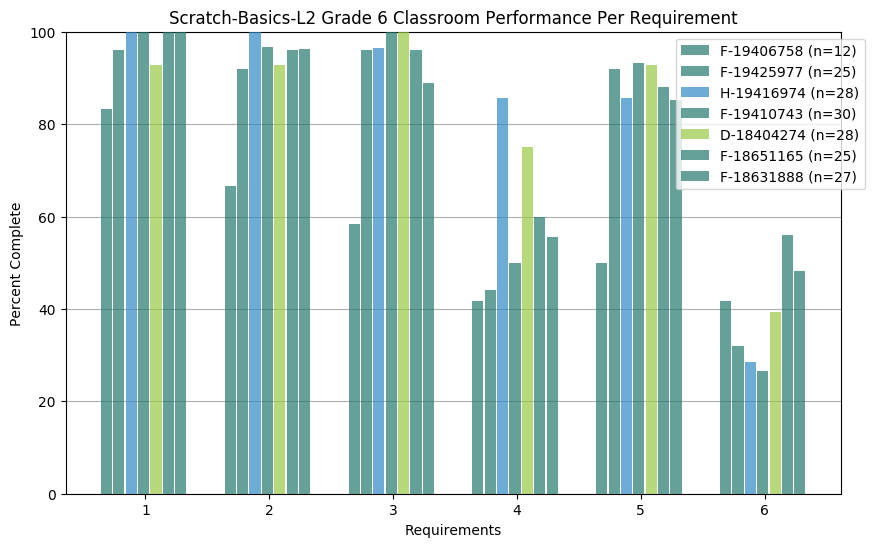 Scratch-Basics-L2 Grade 6 Classroom Performance Per Requirement
100
80
60
40
20
0
Percent Complete
F-19406758 (n=12)
F-19425977 (n=25)
H-19416974 (n=28)
F-19410743 (n=30)
D-18404274 (n=28)
F-18651165 (n=25)
F-18631888 (n=27)
1 2 3 4 5 6
Requirements